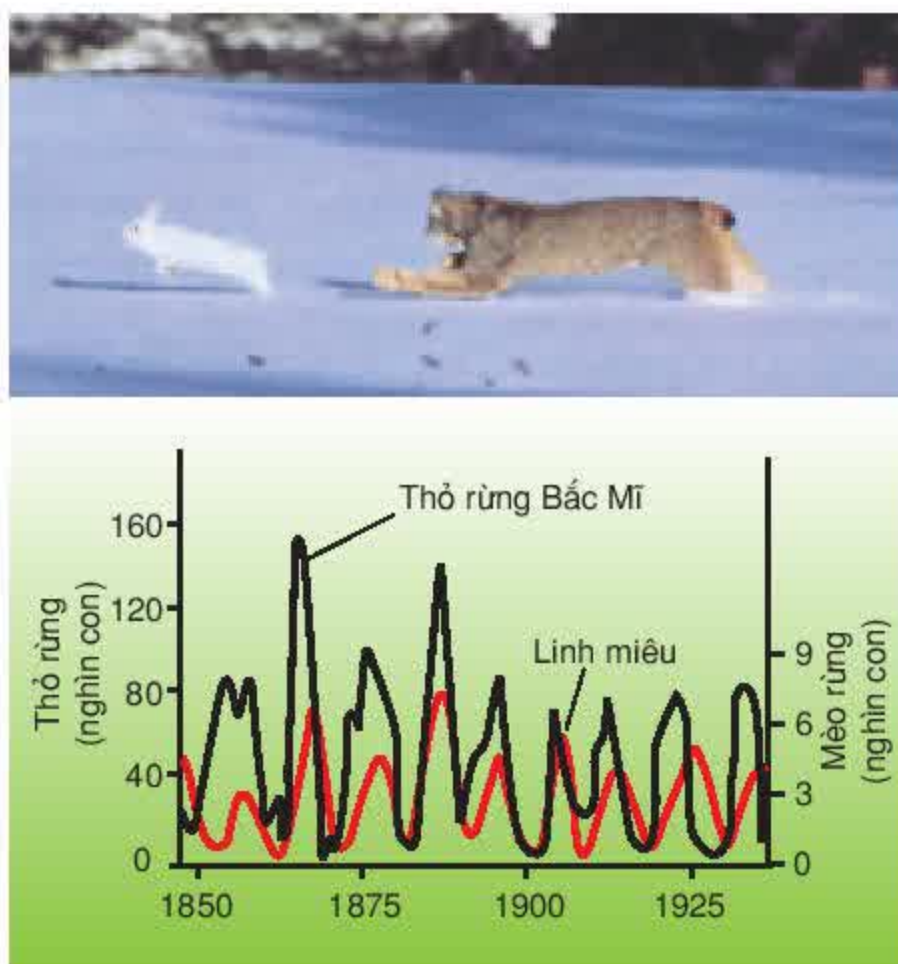 Thỏ rừng Bắc Mĩ
Linh miêu
Thỏ rừng
(nghìn con)
160
120
80
40
0
Mèo rừng
(nghìn con)
9
6
3
0
1850
1875
1900
1925